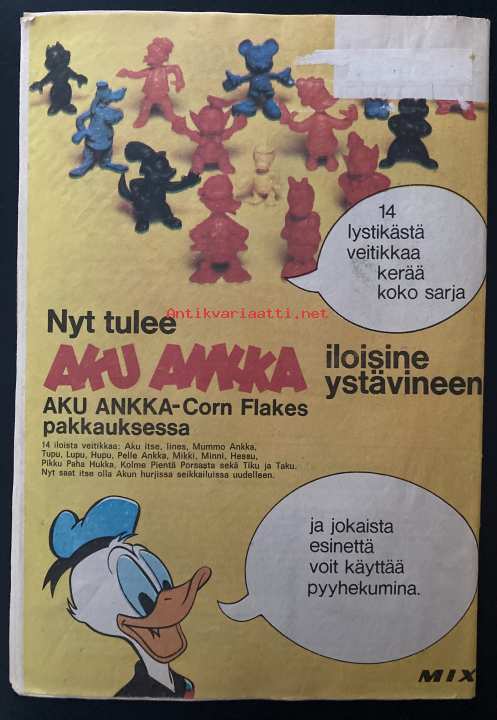 14
lystikästä
veitikkaa
kerää
koko sarja
Antikvariaatti.net
Nyt tulee
AKU ANKKA iloisine
ystävineen
AKU ANKKA-Corn Flakes
pakkauksessa
14 iloista veitikkaa: Aku itse, Iines, Mummo Ankka,
Tupu, Lupu, Hupu, Pelle Ankka, Mikki, Minni, Hessu,
Pikku Paha Hukka, Kolme Pientä Porsasta sekä Tiku ja Taku.
Nyt saat itse olla Akun hurjissa seikkailuissa uudelleen.
ja jokaista
esinettä
voit käyttää
pyyhekumina.
MIX